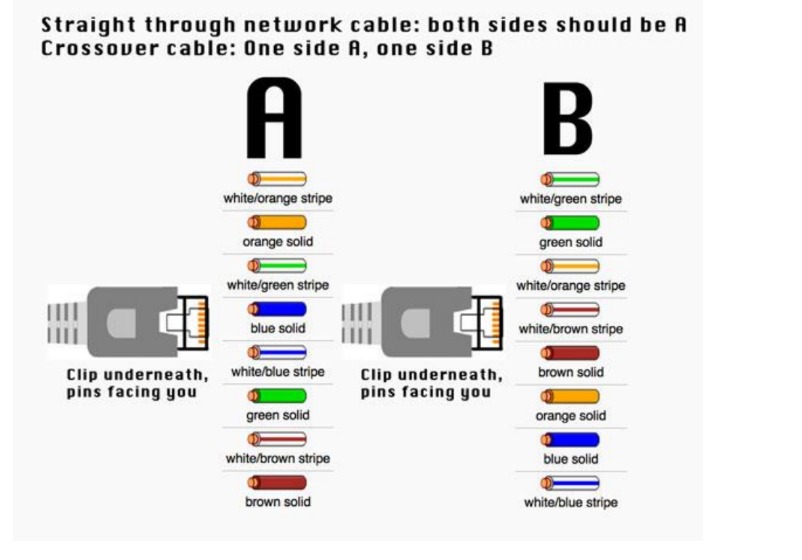 Straight through network cable: both sides should be A
Crossover cable: One side A, one side B
A
white/orange stripe
orange solid
white/green stripe
blue solid
white/blue stripe
green solid
white/brown stripe
brown solid
Clip underneath,
pins facing you
B
white/green stripe
green solid
white/orange stripe
white/brown stripe
brown solid
orange solid
blue solid
white/blue stripe
Clip underneath,
pins facing you